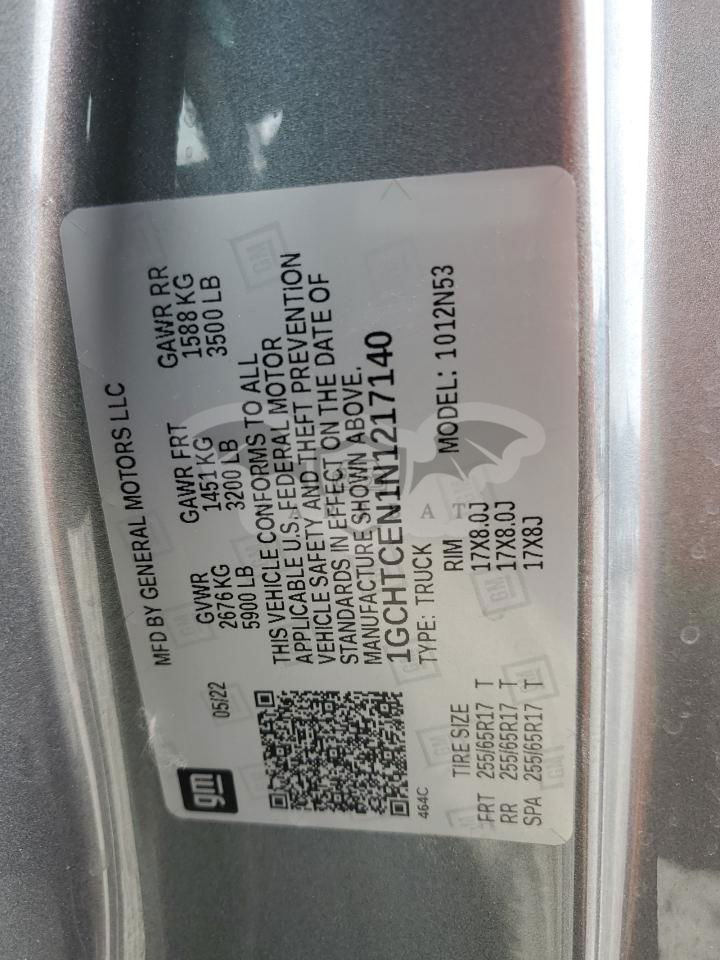 MFD BY GENERAL MOTORS LLC
gm
05/22
GVWR GAWR FRT GAWR RR
2676 KG 1451 KG 1588 KG
5900 LB 3200 LB 3500 LB
THIS VEHICLE CONFORMS TO ALL
APPLICABLE U.S. FEDERAL MOTOR
VEHICLE SAFETY AND THEFT PREVENTION
STANDARDS IN EFFECT ON THE DATE OF
MANUFACTURE SHOWN ABOVE.
1GCHTCEN1N1217140
464C
TYPE: TRUCK MODEL: 1012N53
TIRE SIZE RIM
FRT 255/65R17 T 17X8.0J
RR 255/65R17 T 17X8.0J
SPA 255/65R17 T 17X8J